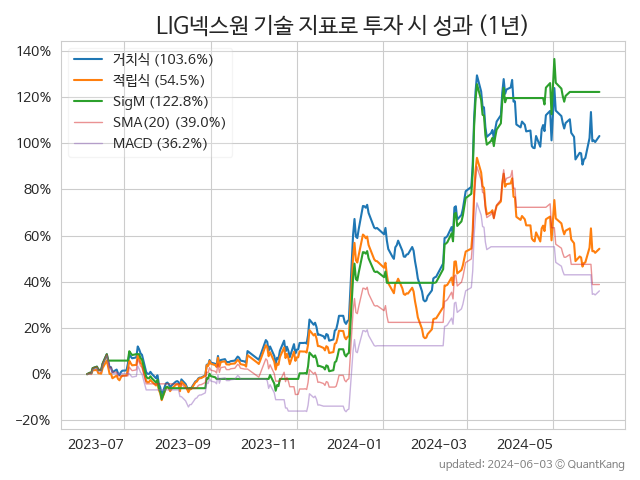 LIG넥스원 기술 지표로 투자 시 성과 (1년)
거치식 (103.6%)
적립식 (54.5%)
SigM (122.8%)
SMA(20) (39.0%)
MACD (36.2%)
140%
120%
100%
80%
60%
40%
20%
0%
−20%
2023−07 2023−09 2023−11 2024−01 2024−03 2024−05
updated: 2024-06-03 ⓒ QuantKang